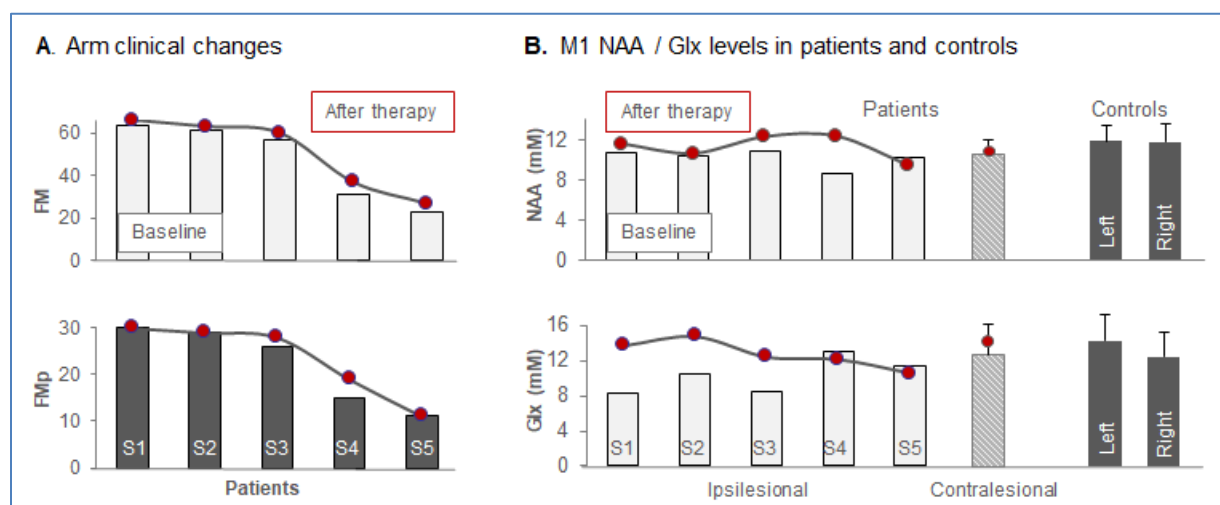 A. Arm clinical changes
After therapy
60
40
20
0
FM
Baseline
30
20
10
0
FMp
S1 S2 S3 S4 S5
Patients
B. M1 NAA / Glx levels in patients and controls
After therapy Patients Controls
12
8
4
0
NAA (mM)
Baseline
Left Right
16
12
8
4
0
Glx (mM)
S1 S2 S3 S4 S5
Left Right
Ipsilesional Contralesional